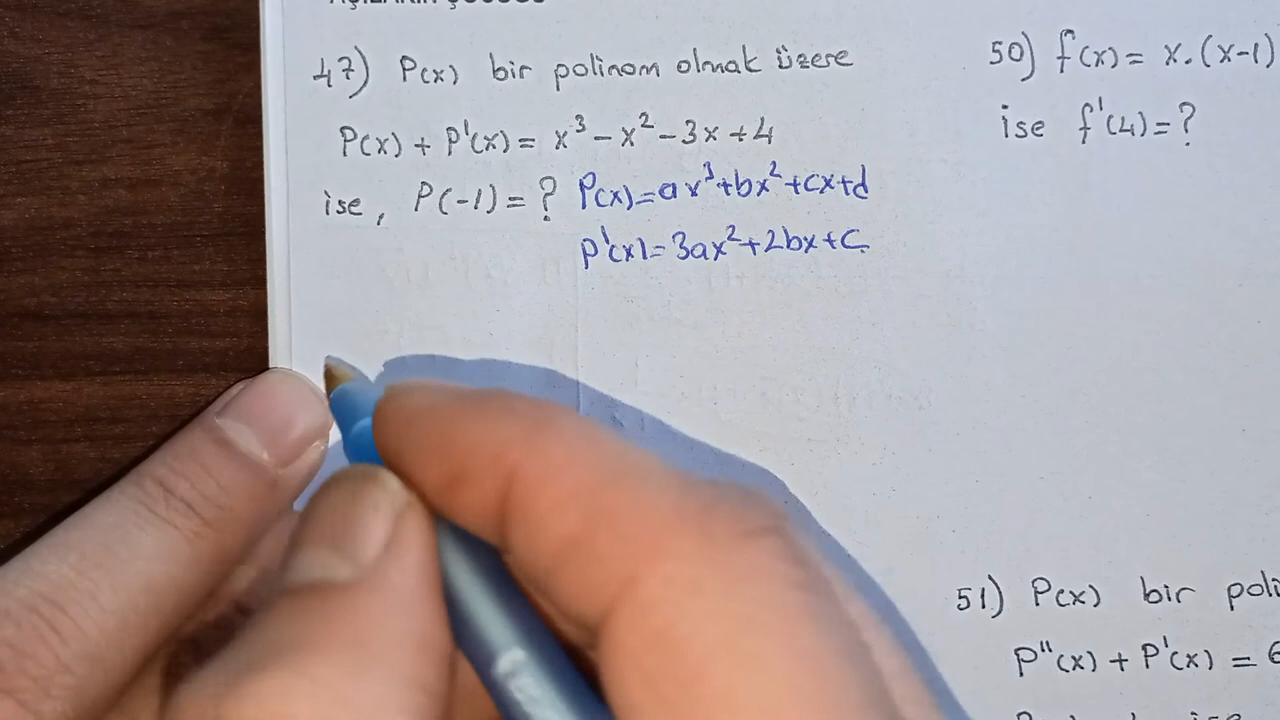 47) P(x) bir polinom olmak üzere
P(x) + P'(x) = x³ - x² - 3x + 4
ise, P(-1) = ? P(x) = ax³+bx²+cx+d
P'(x) = 3ax²+2bx+c
50) f(x) = x.(x-1)
ise f'(4) = ?
51) P(x) bir
P''(x) + P'(x) =